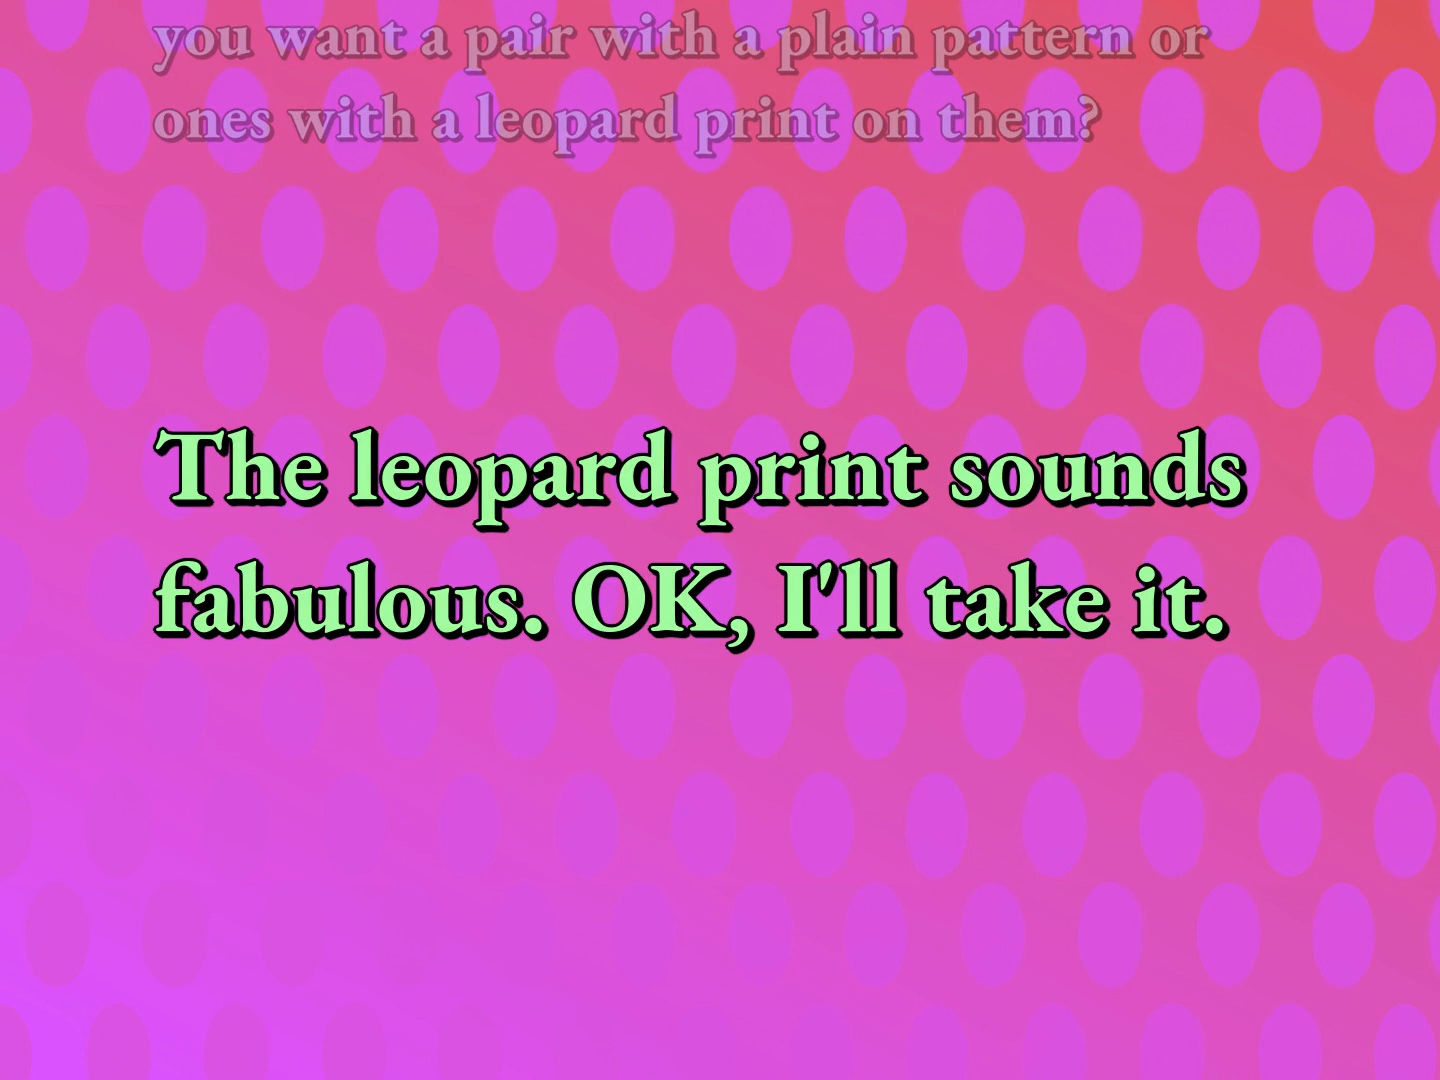 you want a pair with a plain pattern or
ones with a leopard print on them?
The leopard print sounds
fabulous. OK, I'll take it.